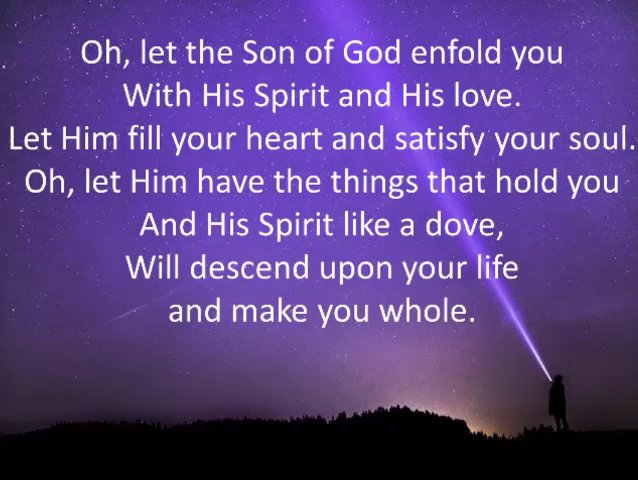 Oh, let the Son of God enfold you
With His Spirit and His love.
Let Him fill your heart and satisfy your soul.
Oh, let Him have the things that hold you
And His Spirit like a dove,
Will descend upon your life
and make you whole.